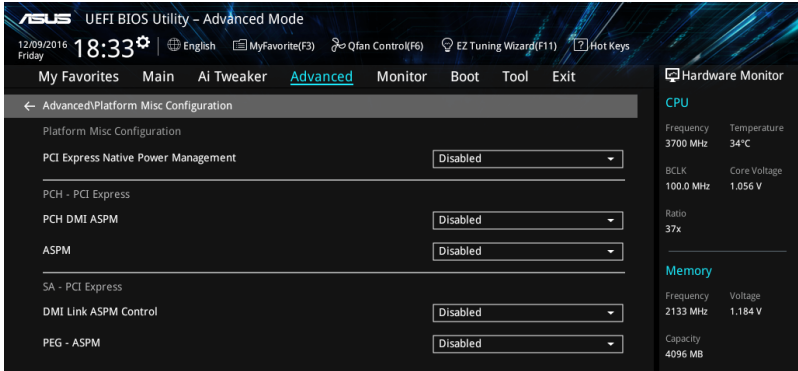 ASUS UEFI BIOS Utility – Advanced Mode
12/09/2016 Friday 18:33 English MyFavorite(F3) Qfan Control(F6) EZ Tuning Wizard(F11) ? Hot Keys
My Favorites Main Ai Tweaker Advanced Monitor Boot Tool Exit
← Advanced\Platform Misc Configuration
Platform Misc Configuration
PCI Express Native Power Management Disabled
PCH - PCI Express
PCH DMI ASPM Disabled
ASPM Disabled
SA - PCI Express
DMI Link ASPM Control Disabled
PEG - ASPM Disabled
Hardware Monitor
CPU
Frequency Temperature
3700 MHz 34°C
BCLK Core Voltage
100.0 MHz 1.056 V
Ratio
37x
Memory
Frequency Voltage
2133 MHz 1.184 V
Capacity
4096 MB